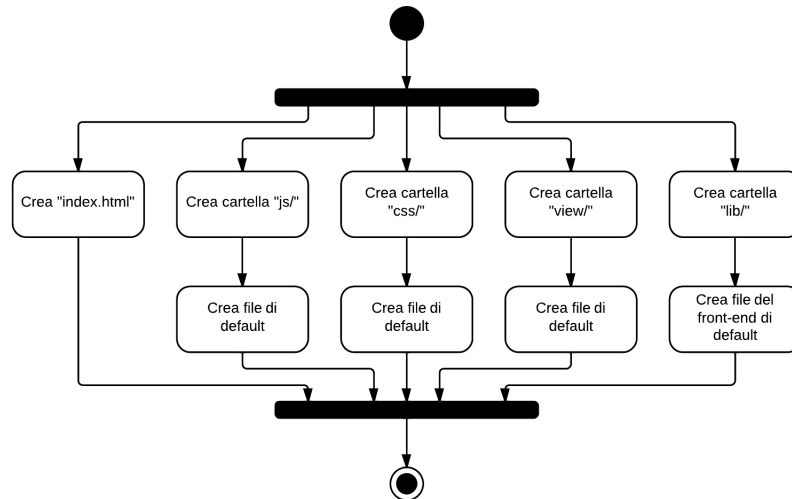 Crea "index.html"
Crea cartella "js/"
Crea cartella
"css/"
Crea cartella
"view/"
Crea cartella
"lib/"
Crea file di
default
Crea file di
default
Crea file di
default
Crea file del
front-end di
default